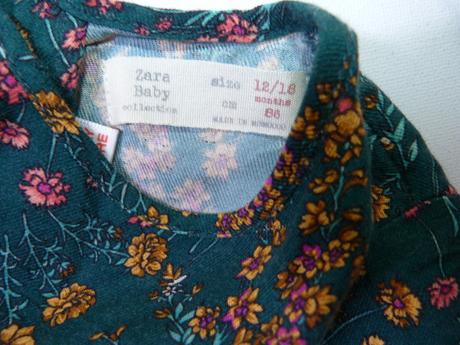 Zara
Baby
collection
size 12/18
months
cm 86
MADE IN MOROCCO